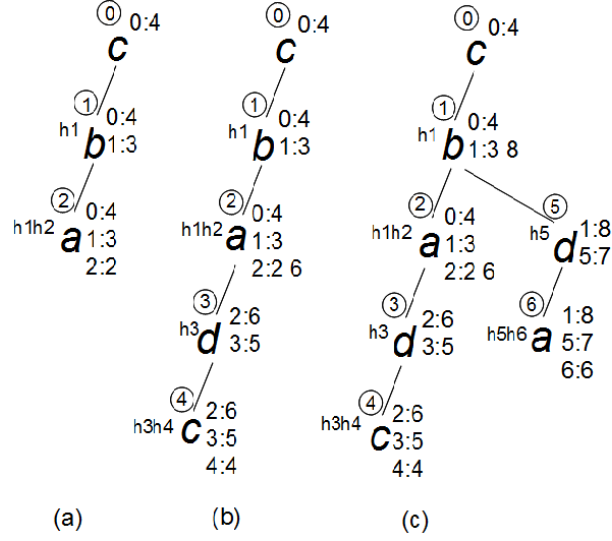 0 0:4
c
1 0:4
h1 b 1:3
2 0:4
h1h2 a 1:3
2:2
(a)
0 0:4
c
1 0:4
h1 b 1:3
2 0:4
h1h2 a 1:3
2:2 6
3 2:6
h3 d 3:5
4 2:6
h3h4 c 3:5
4:4
(b)
0 0:4
c
1 0:4
h1 b 1:3 8
2 0:4
h1h2 a 1:3
2:2 6
3 2:6
h3 d 3:5
4 2:6
h3h4 c 3:5
4:4
5 1:8
h5 d 5:7
6 1:8
h5h6 a 5:7
6:6
(c)